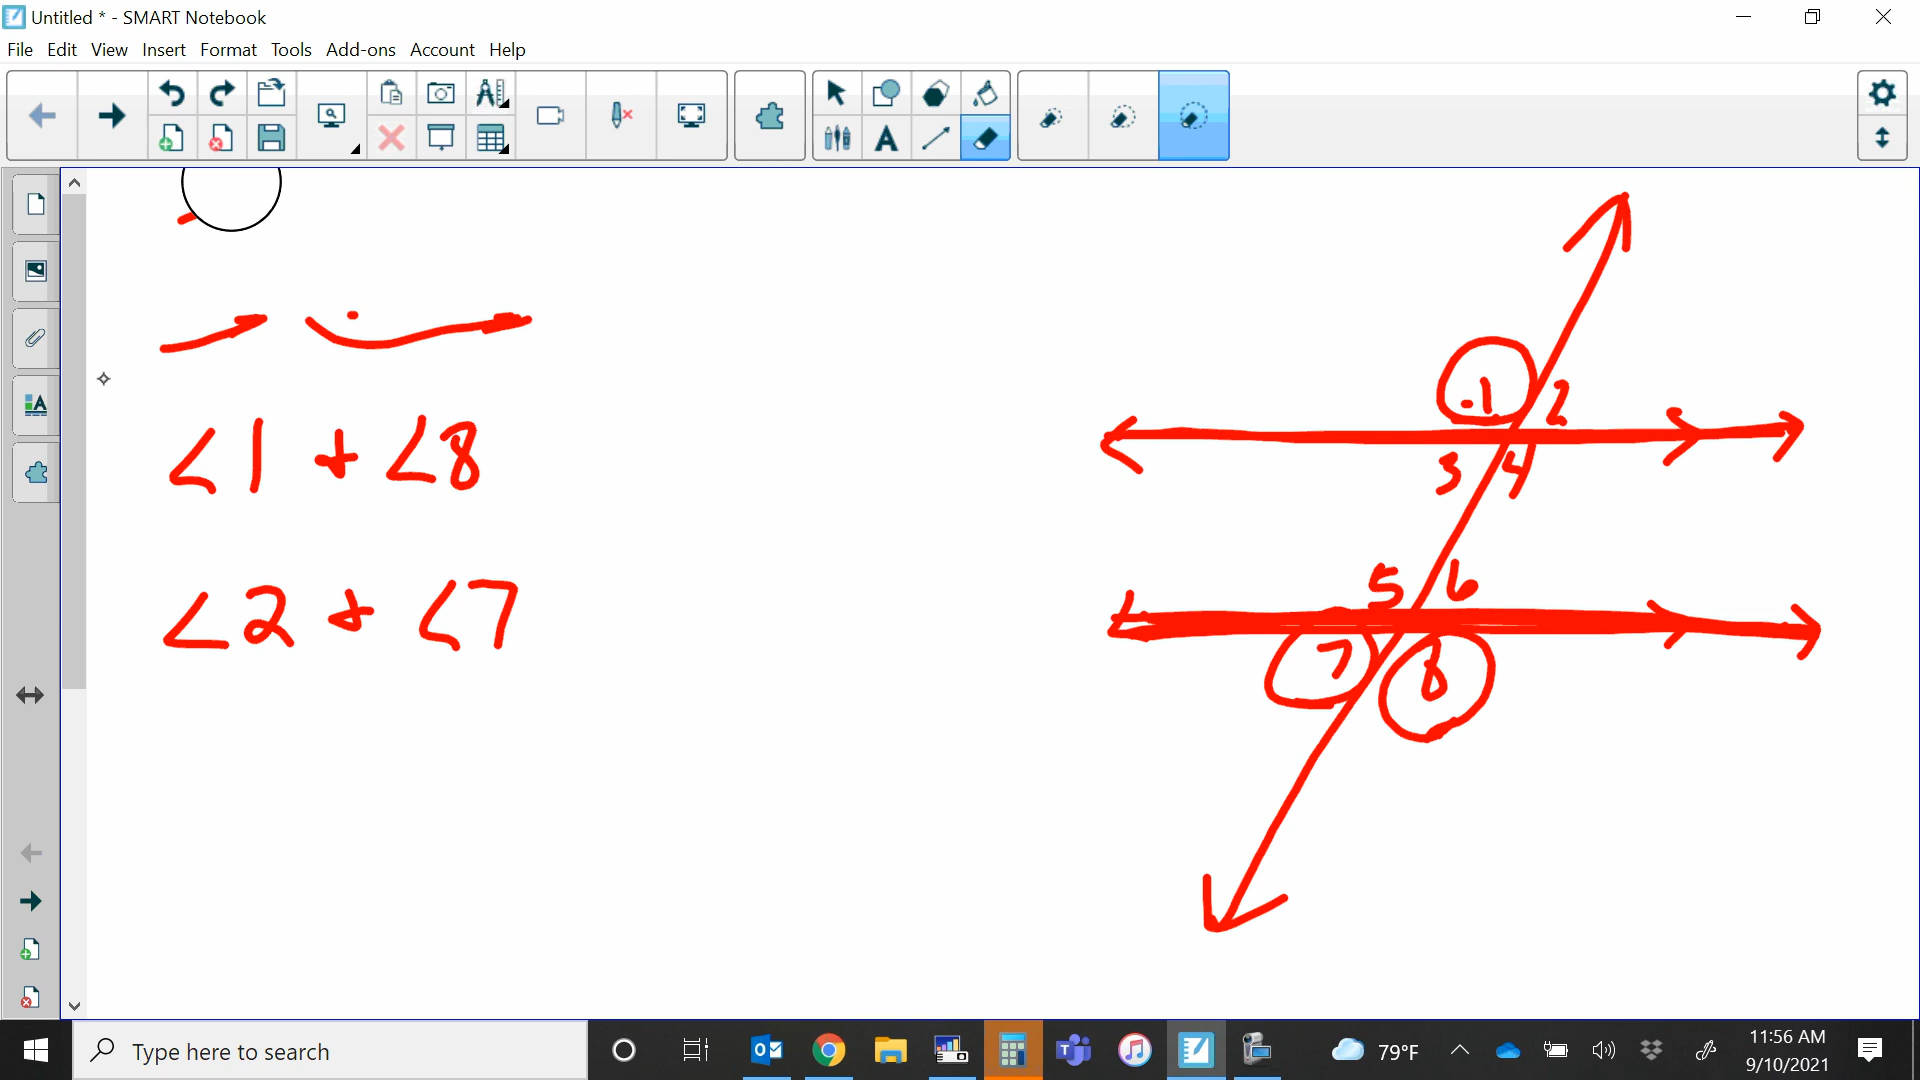 Untitled * - SMART Notebook
File Edit View Insert Format Tools Add-ons Account Help
<1 + <8
<2 + <7
1 2
3 4
5 6
7 8
Type here to search
79°F
11:56 AM
9/10/2021